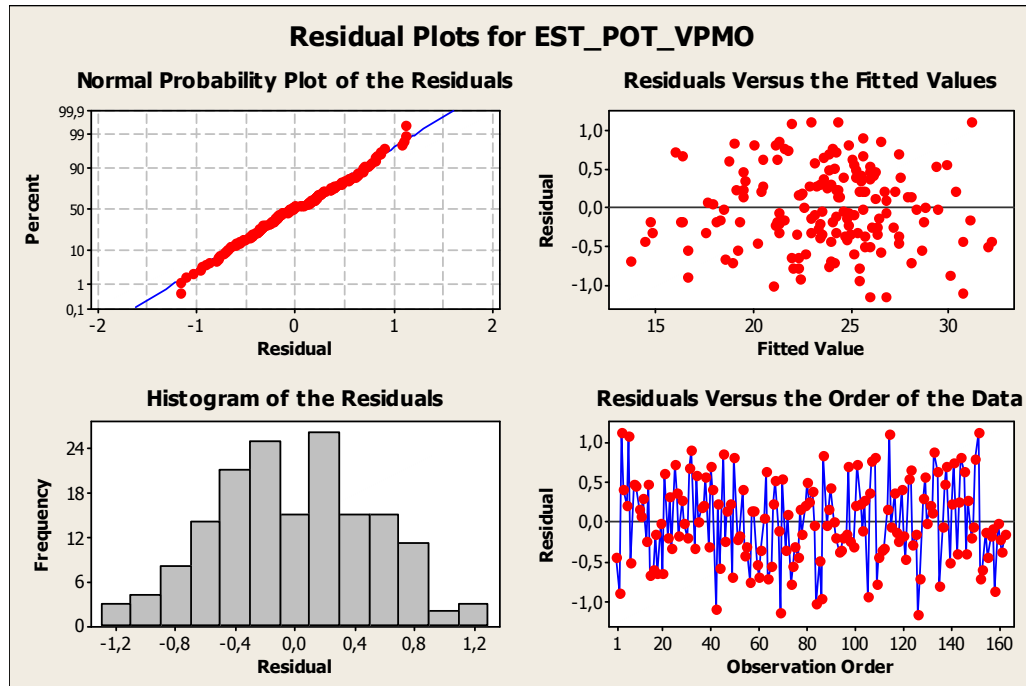 Residual Plots for EST_POT_VPMO
Normal Probability Plot of the Residuals
99,9
99
90
50
10
1
0,1
Percent
-2 -1 0 1 2
Residual
Residuals Versus the Fitted Values
1,0
0,5
0,0
-0,5
-1,0
Residual
15 20 25 30
Fitted Value
Histogram of the Residuals
24
18
12
6
0
Frequency
-1,2 -0,8 -0,4 0,0 0,4 0,8 1,2
Residual
Residuals Versus the Order of the Data
1,0
0,5
0,0
-0,5
-1,0
Residual
1 20 40 60 80 100 120 140 160
Observation Order